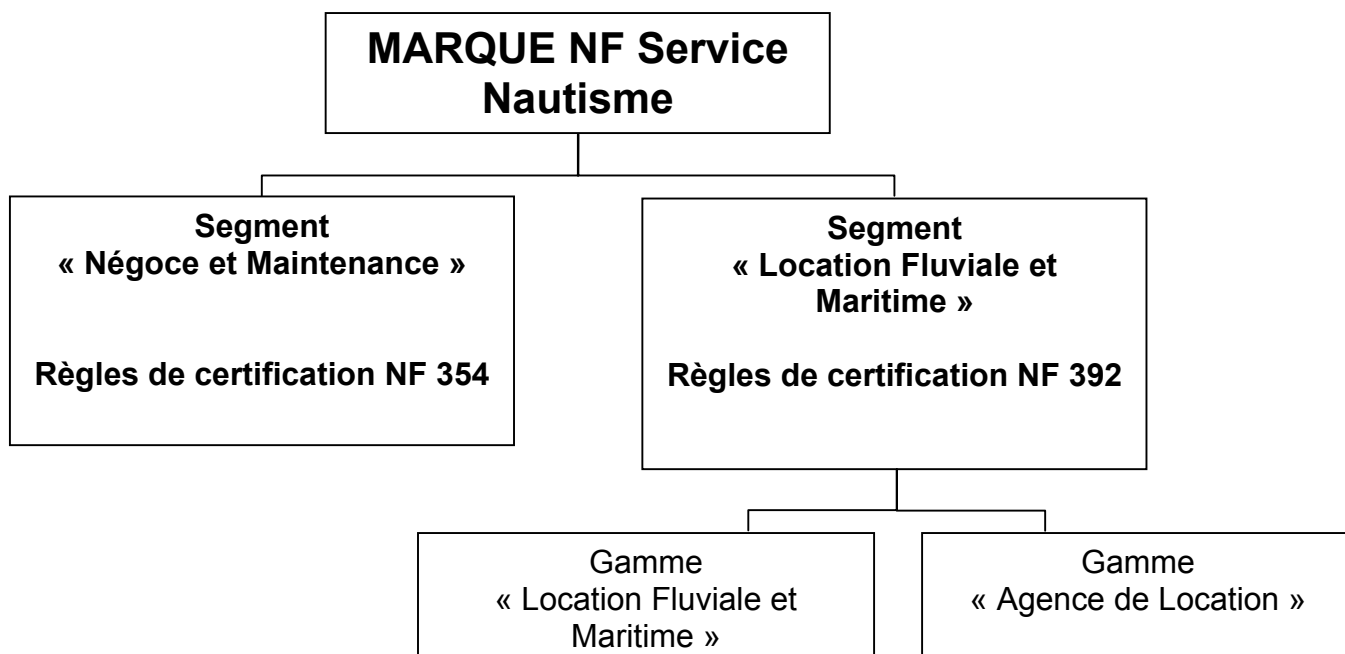 MARQUE NF Service
Nautisme
Segment
« Négoce et Maintenance »
Règles de certification NF 354
Segment
« Location Fluviale et
Maritime »
Règles de certification NF 392
Gamme
« Location Fluviale et
Maritime »
Gamme
« Agence de Location »